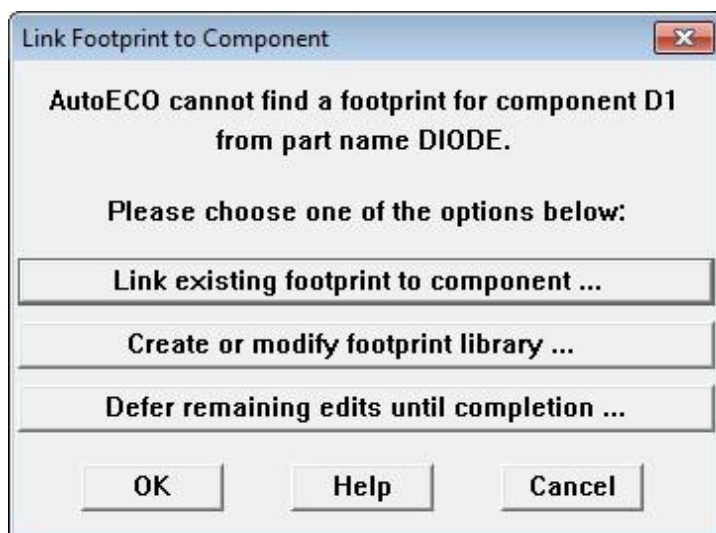 Link Footprint to Component
AutoECO cannot find a footprint for component D1
from part name DIODE.
Please choose one of the options below:
Link existing footprint to component ...
Create or modify footprint library ...
Defer remaining edits until completion ...
OK Help Cancel